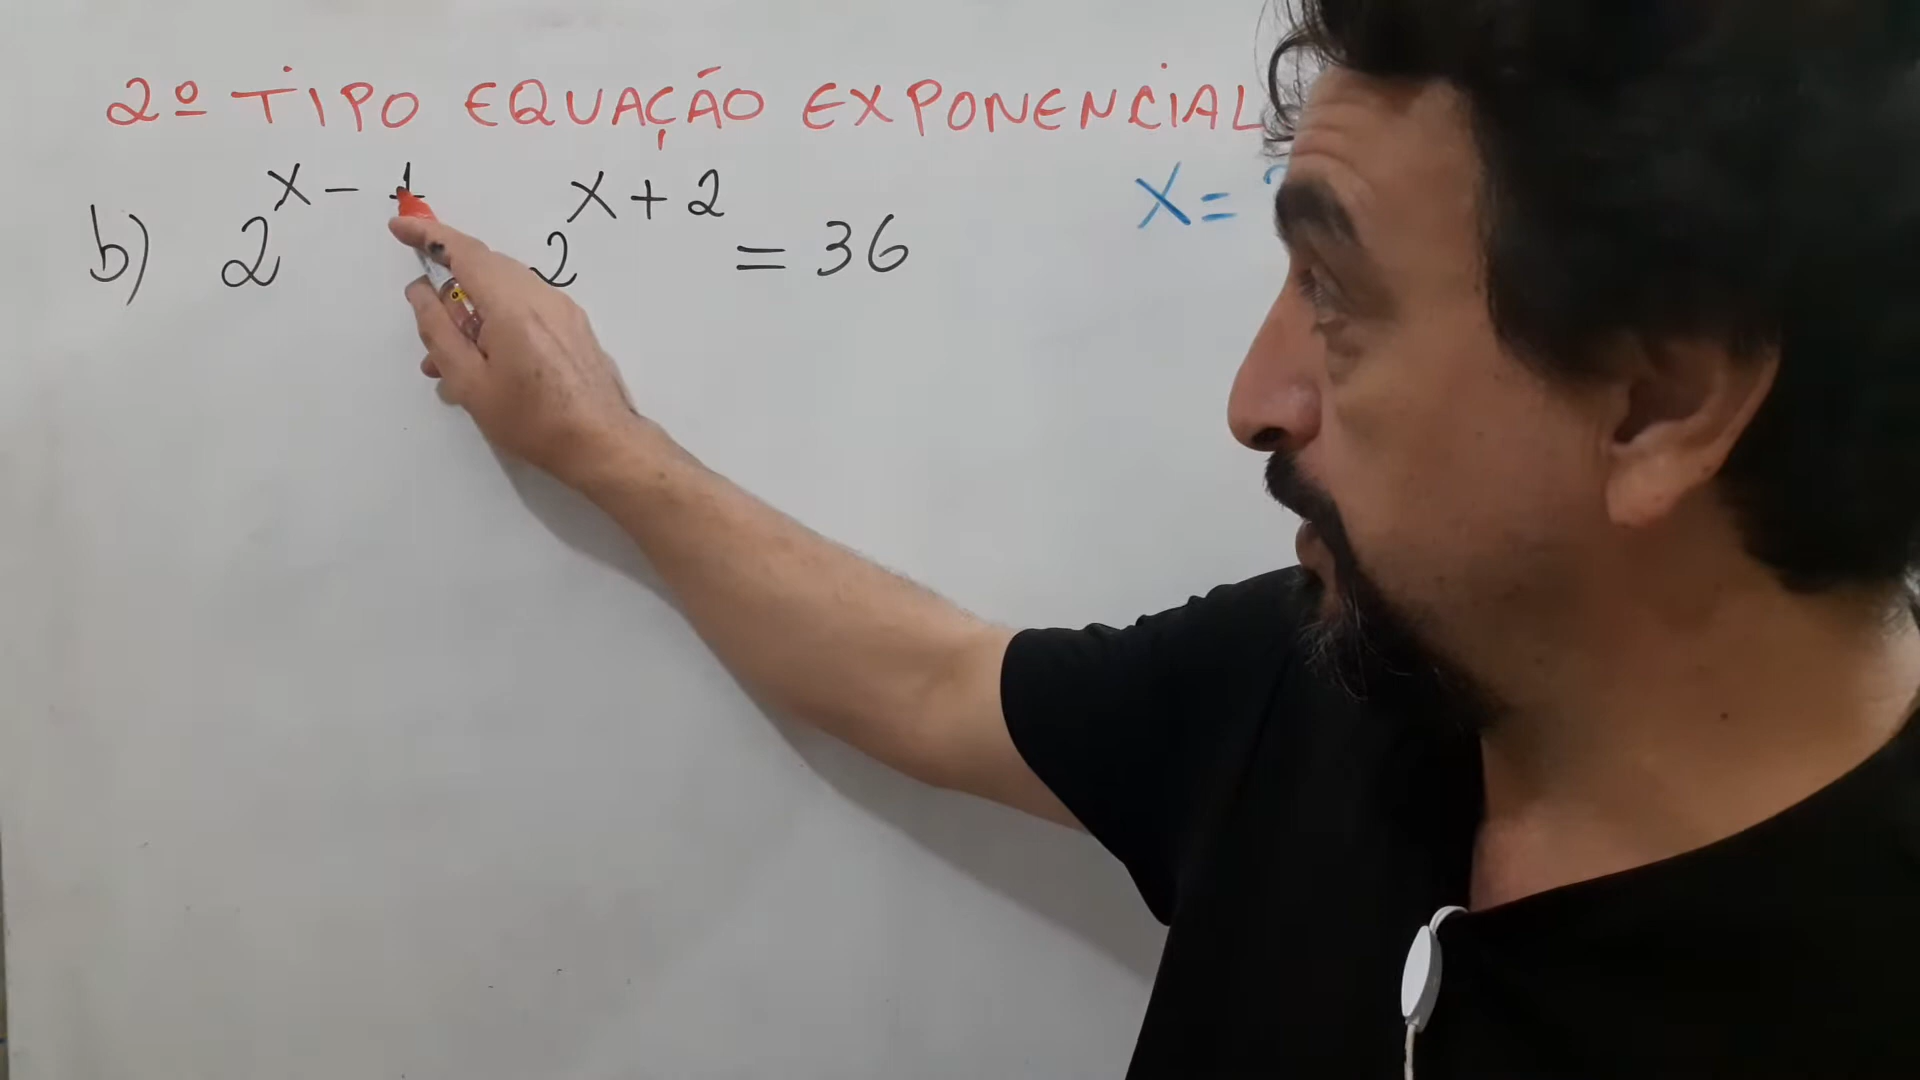 2º TIPO EQUAÇÃO EXPONENCIAL
b) 2^{x-1} 2^{x+2} = 36
X =